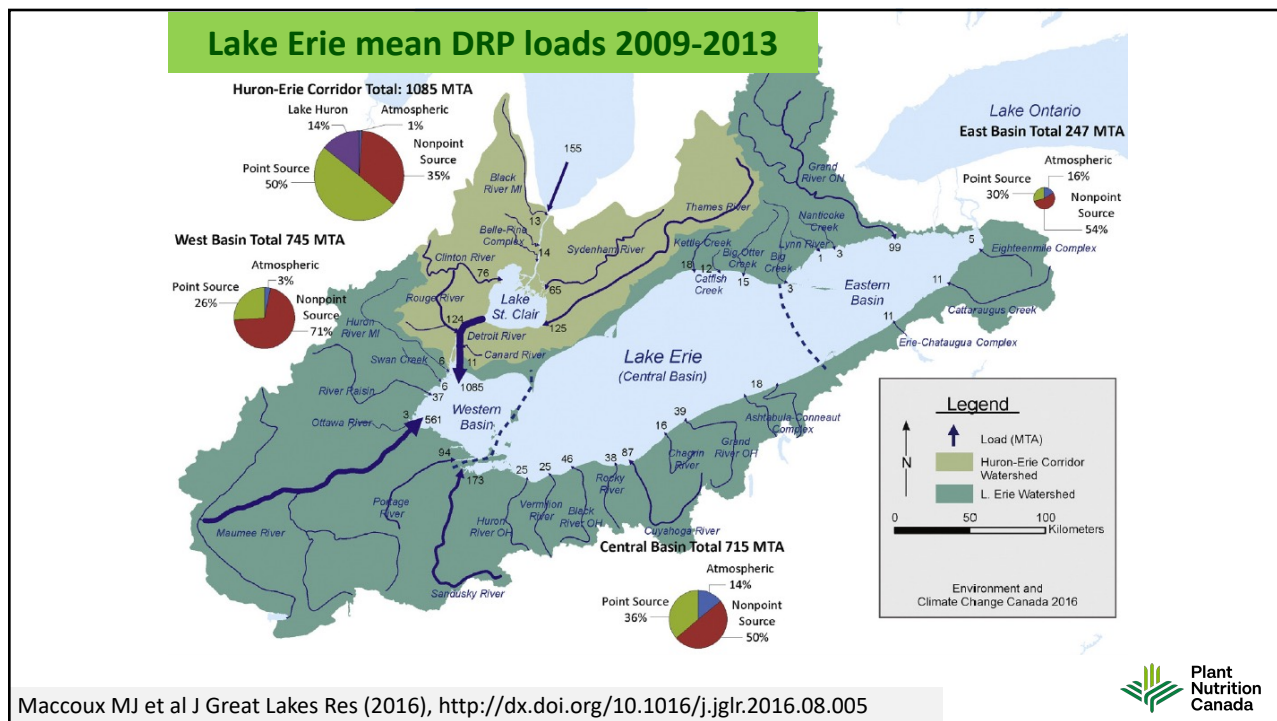 Lake Erie mean DRP loads 2009-2013
Huron-Erie Corridor Total: 1085 MTA
Lake Huron
14%
Atmospheric
1%
Nonpoint
Source
35%
Point Source
50%
West Basin Total 745 MTA
Atmospheric
3%
Point Source
26%
Nonpoint
Source
71%
Lake Ontario
East Basin Total 247 MTA
Atmospheric
16%
Point Source
30%
Nonpoint
Source
54%
155
Black
River MI
13
Belle-Rine
Complex
14
Clinton River
76
Sydenham River
65
Thames River
125
Lake
St. Clair
Rouge River
124
Detroit River
Canard River
11
1085
Huron
River MI
6
Swan Creek
6
River Raisin
37
Ottawa River
3
561
Maumee River
Western
Basin
Portage
River
94
Sandusky River
173
Huron
River OH
25
Vermilion
River
25
Black
River OH
46
Rocky
River
38
Cuyahoga River
87
Chagrin
River
16
Grand
River OH
39
Ashtabula-Conneaut
Complex
18
Lake Erie
(Central Basin)
Kettle Creek
18
Catfish
Creek
12
Big Otter
Creek
15
Big
Creek
3
Lynn River
1
Nanticoke
Creek
3
Grand
River ON
99
5
Eighteenmile Complex
11
Cattaraugus Creek
11
Erie-Chataugua Complex
Eastern
Basin
Central Basin Total 715 MTA
Atmospheric
14%
Point Source
36%
Nonpoint
Source
50%
Legend
N
Load (MTA)
Huron-Erie Corridor
Watershed
L. Erie Watershed
0 50 100
Kilometers
Environment and
Climate Change Canada 2016
Maccoux MJ et al J Great Lakes Res (2016), http://dx.doi.org/10.1016/j.jglr.2016.08.005
Plant
Nutrition
Canada